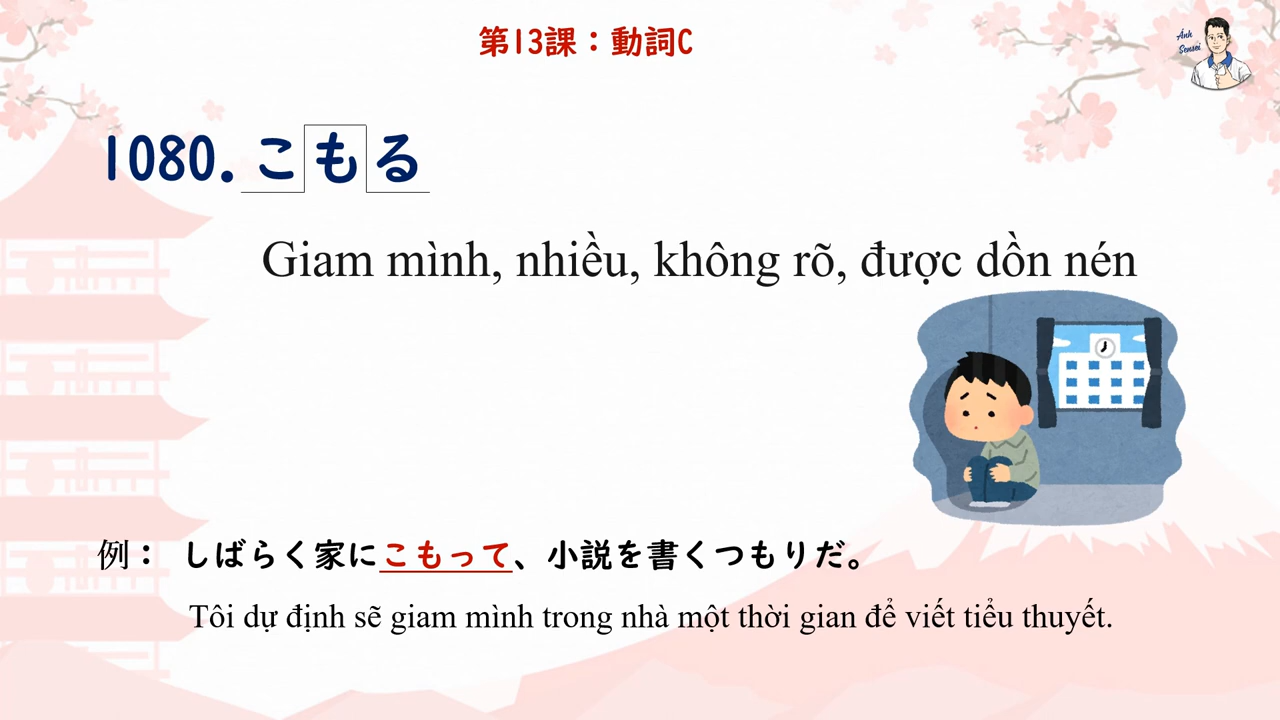 第13課：動詞C
Anh
Sensei
1080. こもる
Giam mình, nhiều, không rõ, được dồn nén
例： しばらく家にこもって、小説を書くつもりだ。
Tôi dự định sẽ giam mình trong nhà một thời gian để viết tiểu thuyết.